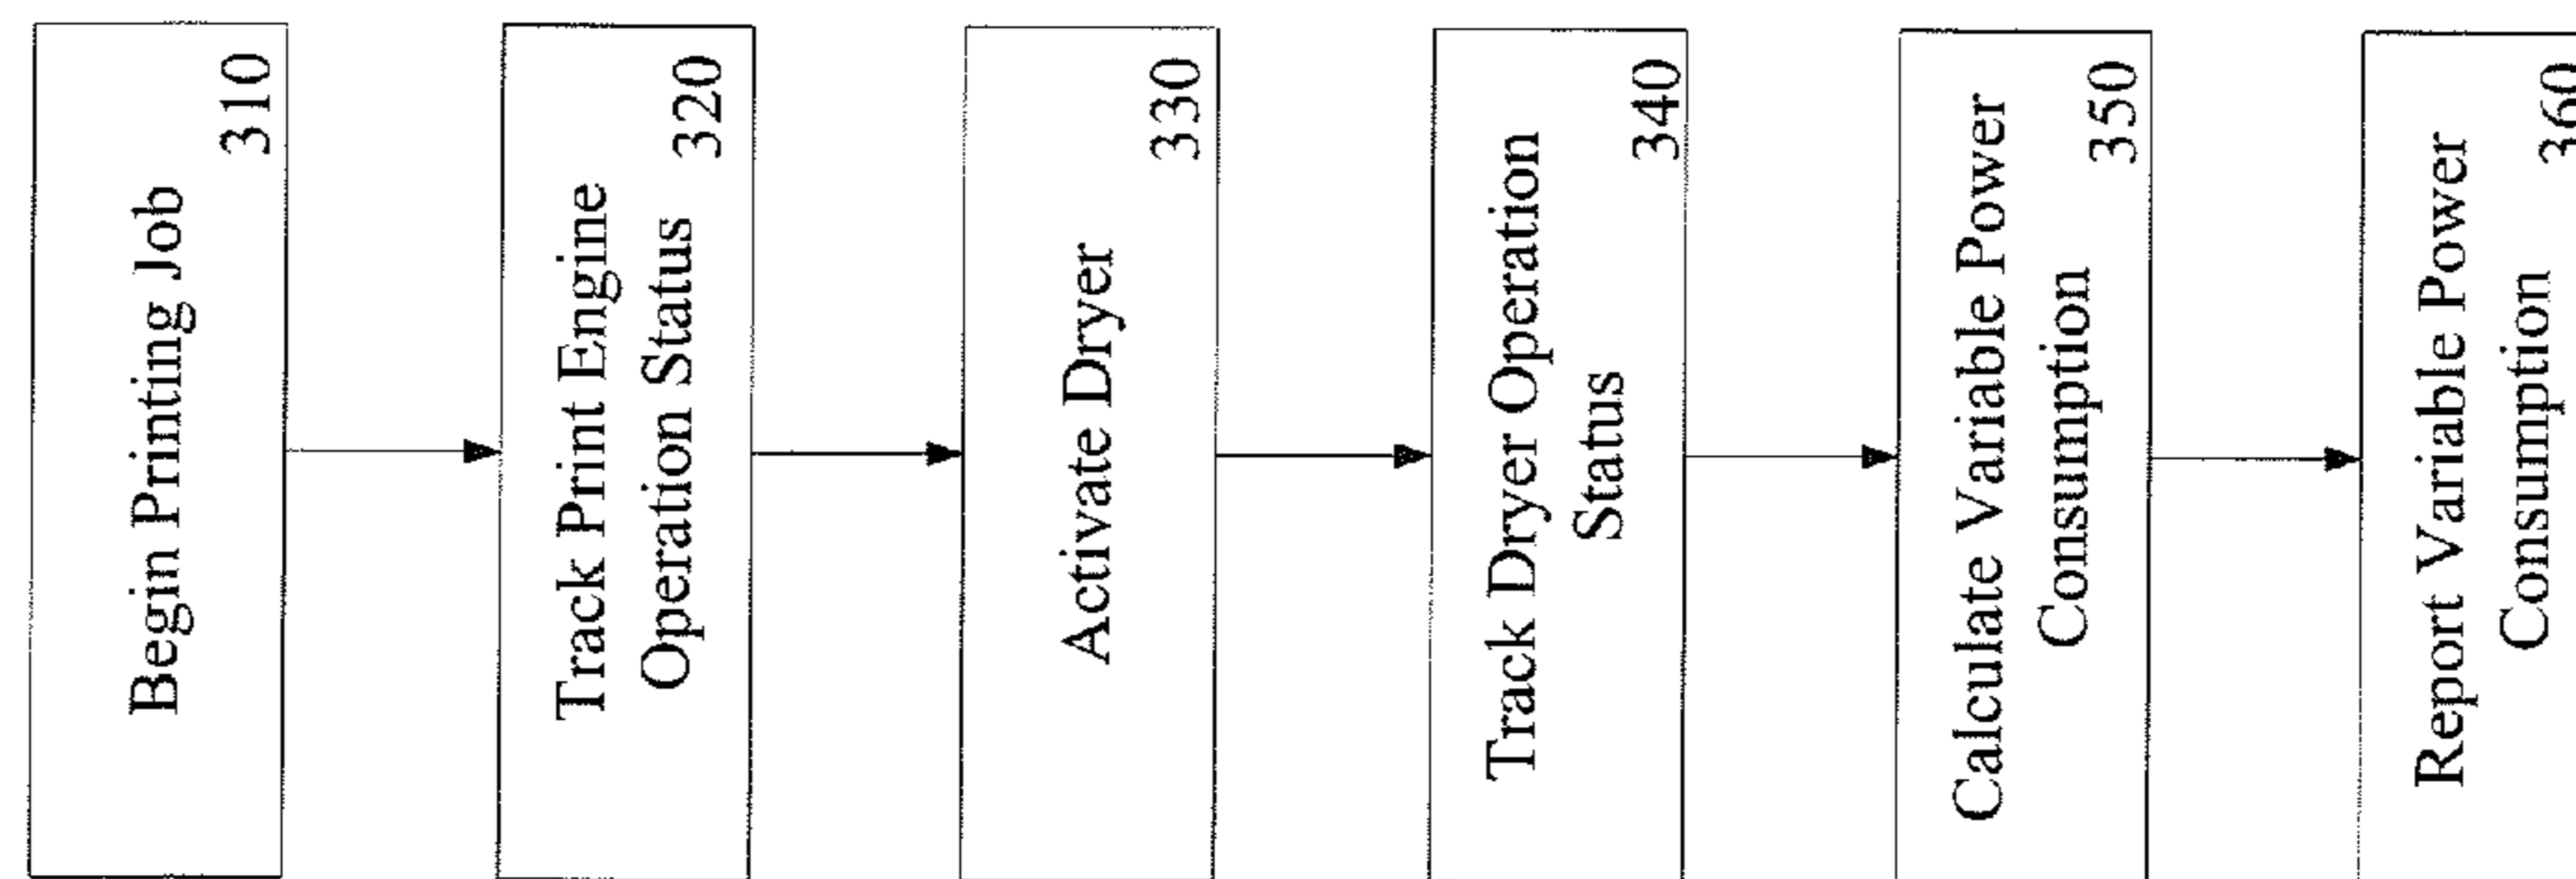 Begin Printing Job
310
Track Print Engine
Operation Status
320
Activate Dryer
330
Track Dryer Operation
Status
340
Calculate Variable Power
Consumption
350
Report Variable Power
Consumption
360